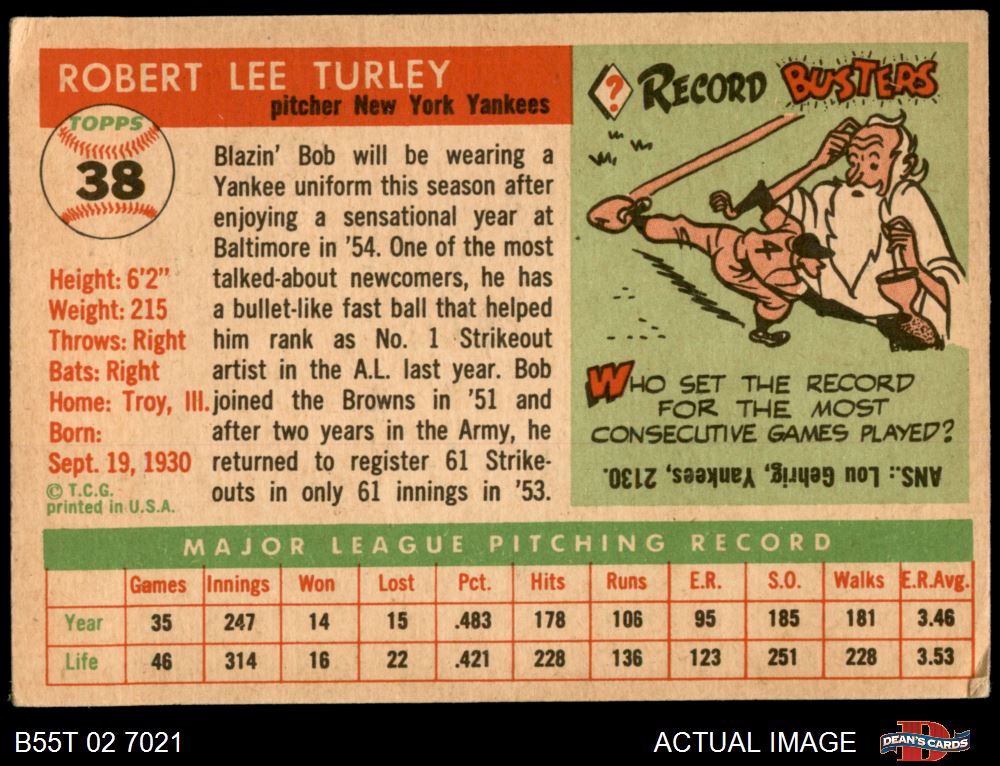 ROBERT LEE TURLEY
pitcher New York Yankees
TOPPS
38
Height: 6'2"
Weight: 215
Throws: Right
Bats: Right
Home: Troy, Ill.
Born:
Sept. 19, 1930
© T.C.G.
printed in U.S.A.
Blazin' Bob will be wearing a
Yankee uniform this season after
enjoying a sensational year at
Baltimore in '54. One of the most
talked-about newcomers, he has
a bullet-like fast ball that helped
him rank as No. 1 Strikeout
artist in the A.L. last year. Bob
joined the Browns in '51 and
after two years in the Army, he
returned to register 61 Strike-
outs in only 61 innings in '53.
? RECORD BUSTERS
4
WHO SET THE RECORD
FOR THE MOST
CONSECUTIVE GAMES PLAYED?
ANS.: Lou Gehrig, Yankees, 2130.
MAJOR LEAGUE PITCHING RECORD
Games Innings Won Lost Pct. Hits Runs E.R. S.O. Walks E.R.Avg.
Year 35 247 14 15 .483 178 106 95 185 181 3.46
Life 46 314 16 22 .421 228 136 123 251 228 3.53
B55T 02 7021
ACTUAL IMAGE
D
DEAN'S CARDS